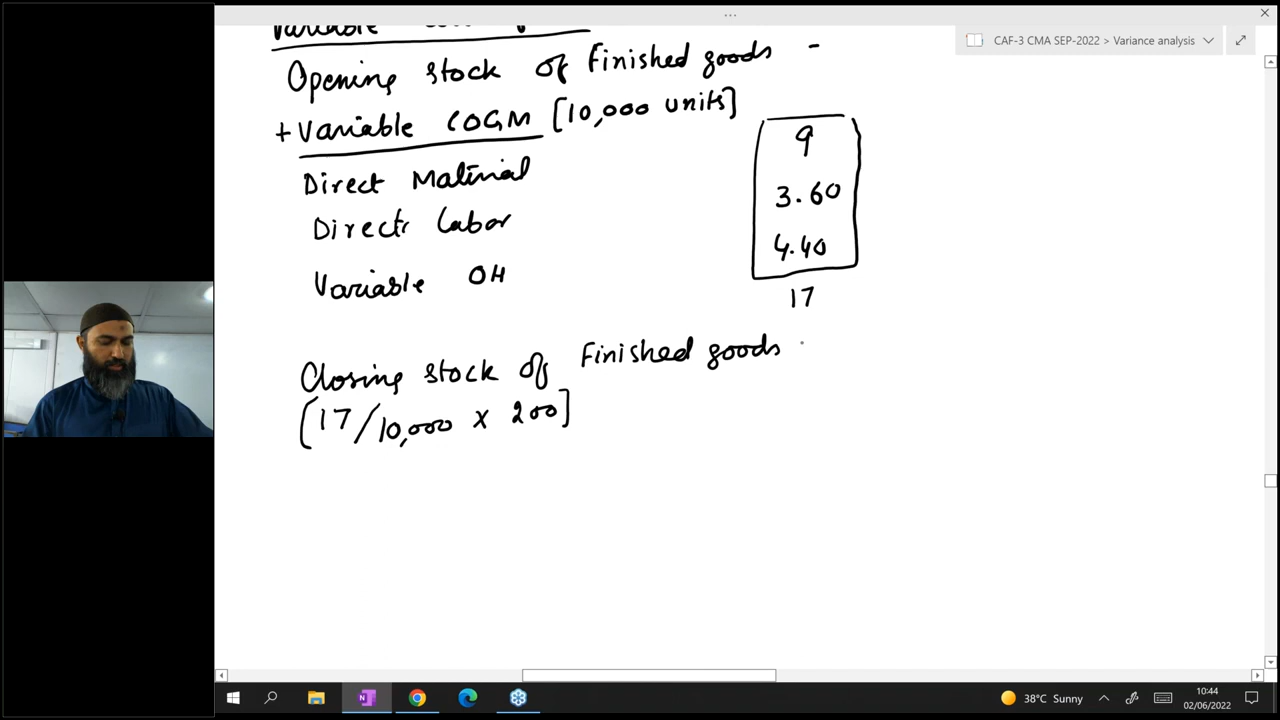 CAF-3 CMA SEP-2022 > Variance analysis
Variable
Opening stock of Finished goods -
+ Variable COGM [10,000 units]
9
Direct Material
3.60
Direct Labor
4.40
Variable OH
17
Closing stock of Finished goods
[17/10,000 x 200]
38°C Sunny
10:44
02/06/2022